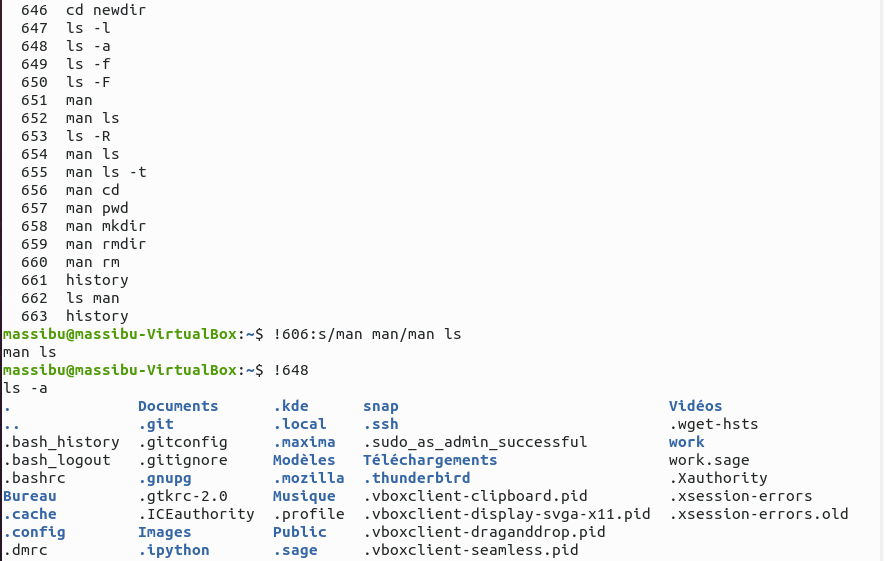 646 cd newdir
647 ls -l
648 ls -a
649 ls -f
650 ls -F
651 man
652 man ls
653 ls -R
654 man ls
655 man ls -t
656 man cd
657 man pwd
658 man mkdir
659 man rmdir
660 man rm
661 history
662 ls man
663 history
massibu@massibu-VirtualBox:~$ !606:s/man man/man ls
man ls
massibu@massibu-VirtualBox:~$ !648
ls -a
. Documents .kde snap Vidéos
.. .git .local .ssh .wget-hsts
.bash_history .gitconfig .maxima .sudo_as_admin_successful work
.bash_logout .gitignore Modèles Téléchargements work.sage
.bashrc .gnupg .mozilla .thunderbird .Xauthority
Bureau .gtkrc-2.0 Musique .vboxclient-clipboard.pid .xsession-errors
.cache .ICEauthority .profile .vboxclient-display-svga-x11.pid .xsession-errors.old
.config Images Public .vboxclient-draganddrop.pid
.dmrc .ipython .sage .vboxclient-seamless.pid